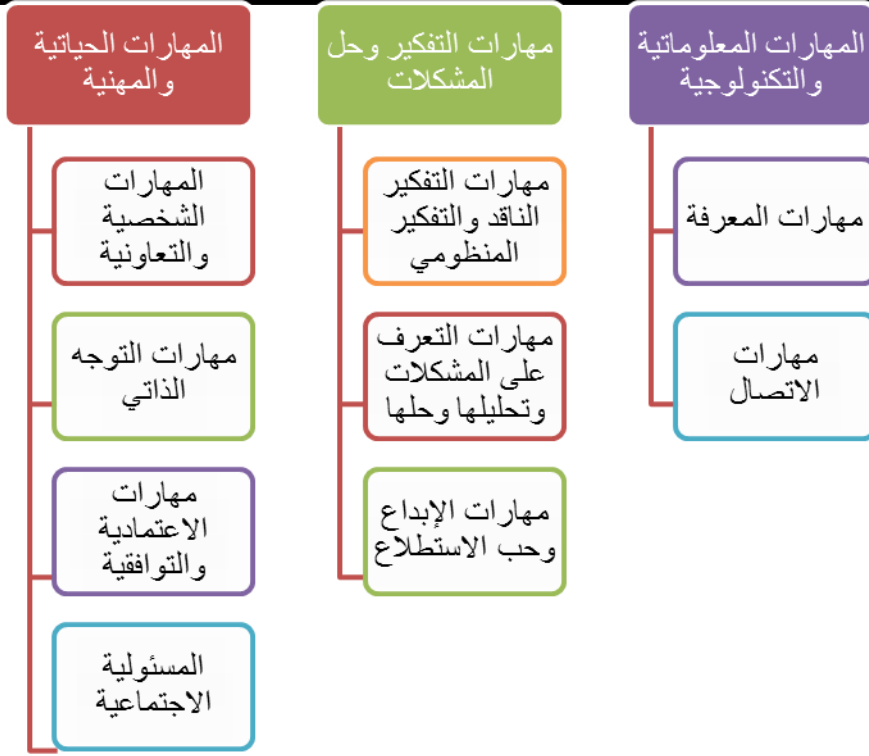 المهارات المعلوماتية
والتكنولوجية
مهارات المعرفة
مهارات
الاتصال
مهارات التفكير وحل
المشكلات
مهارات التفكير
الناقد والتفكير
المنظومي
مهارات التعرف
على المشكلات
وتحليلها وحلها
مهارات الإبداع
وحب الاستطلاع
المهارات الحياتية
والمهنية
المهارات
الشخصية
والتعاونية
مهارات التوجه
الذاتي
مهارات
الاعتمادية
والتوافقية
المسئولية
الاجتماعية